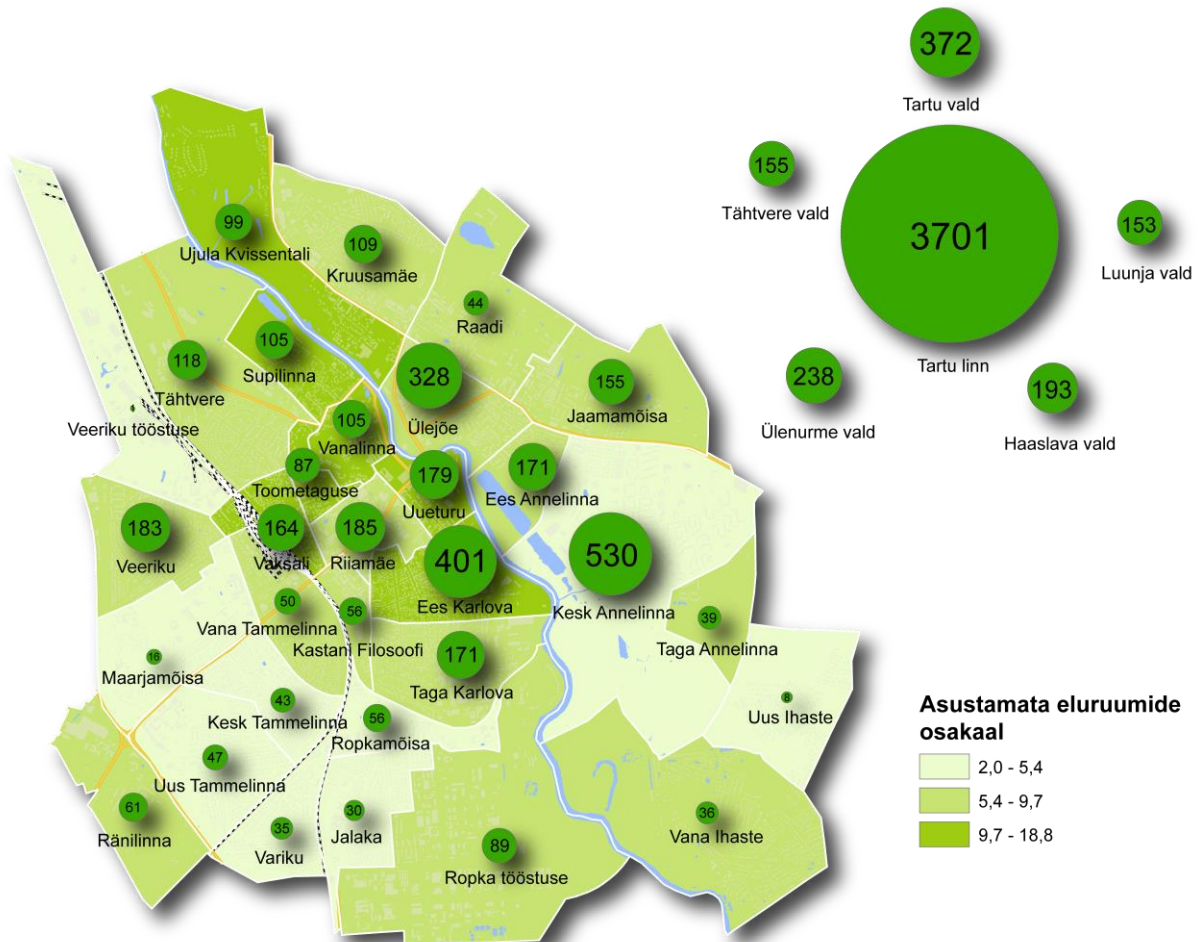 372
Tartu vald
155
Tähtvere vald
3701
Tartu linn
153
Luunja vald
238
Ülenurme vald
193
Haaslava vald
99
Ujula Kvissentali
109
Kruusamäe
44
Raadi
105
Supilinna
118
Tähtvere
328
Ülejõe
155
Jaamamõisa
Veeriku tööstuse
105
Vanalinna
87
Toometaguse
179
Uueturu
171
Ees Annelinna
183
Veeriku
164
Vaksali
185
Riiamäe
401
Ees Karlova
530
Kesk Annelinna
50
Vana Tammelinna
56
Kastani Filosoofi
39
Taga Annelinna
16
Maarjamõisa
171
Taga Karlova
43
Kesk Tammelinna
56
Ropkamõisa
8
Uus Ihaste
47
Uus Tammelinna
61
Ränilinna
35
Variku
30
Jalaka
89
Ropka tööstuse
36
Vana Ihaste
Asustamata eluruumide
osakaal
2,0 - 5,4
5,4 - 9,7
9,7 - 18,8